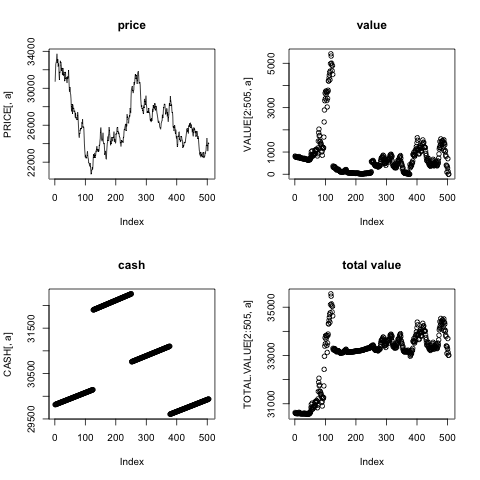 price
PRICE[, a]
22000 26000 30000 34000
0 100 200 300 400 500
Index
value
VALUE[2:505, a]
0 1000 3000 5000
0 100 200 300 400 500
Index
cash
CASH[, a]
29500 30500 31500
0 100 200 300 400 500
Index
total value
TOTAL.VALUE[2:505, a]
31000 33000 35000
0 100 200 300 400 500
Index